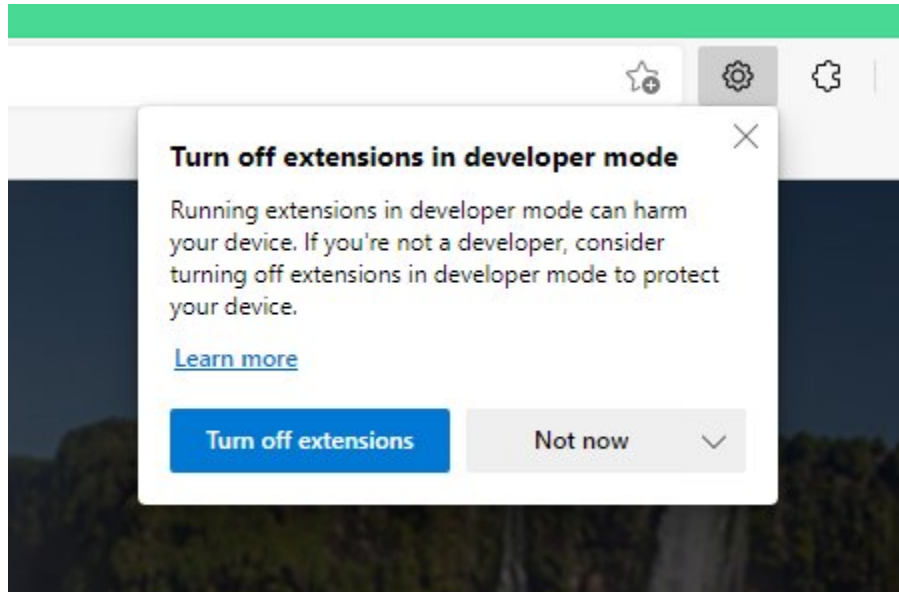 Turn off extensions in developer mode
Running extensions in developer mode can harm
your device. If you're not a developer, consider
turning off extensions in developer mode to protect
your device.
Learn more
Turn off extensions
Not now